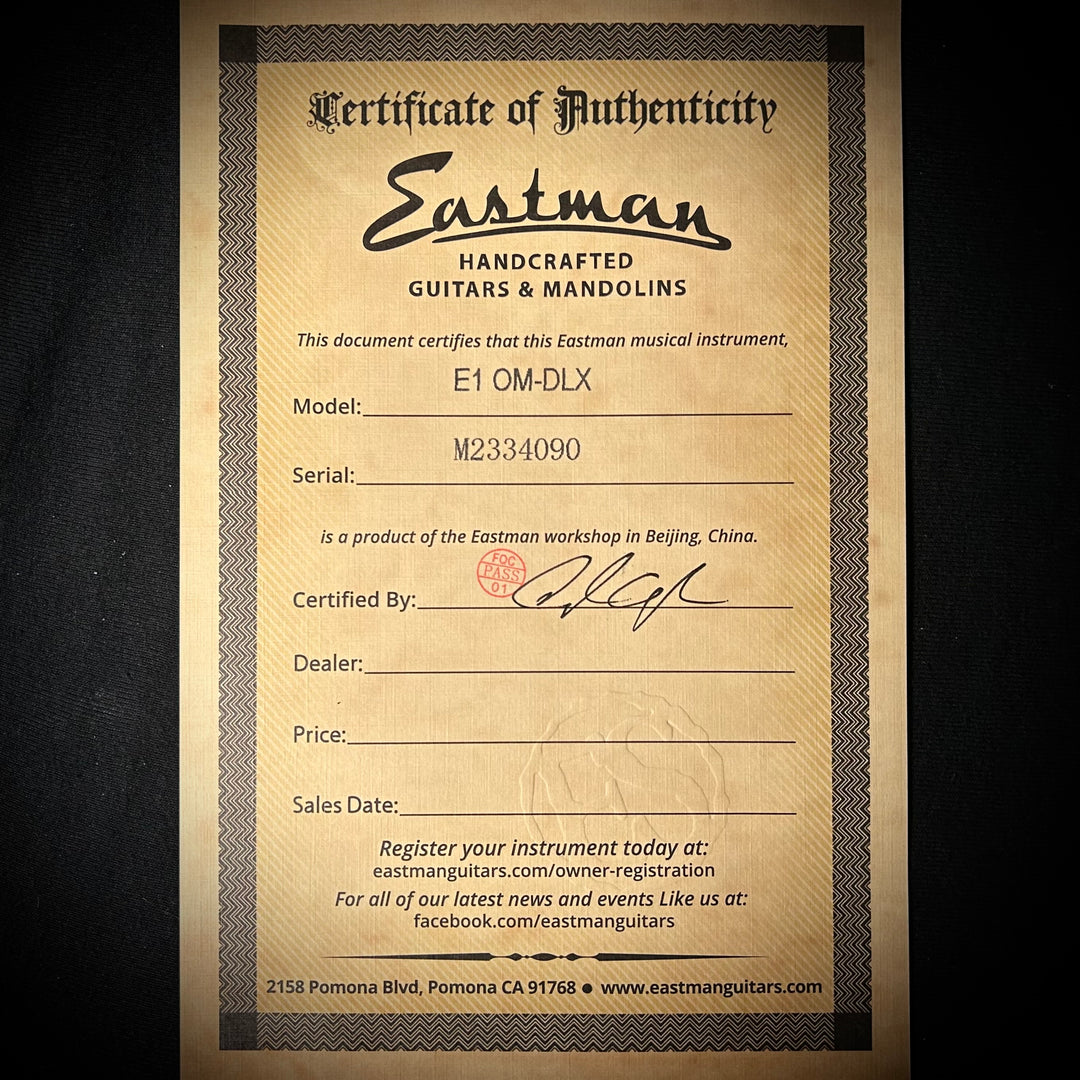 Certificate of Authenticity
Eastman
HANDCRAFTED
GUITARS & MANDOLINS
This document certifies that this Eastman musical instrument,
E1 OM-DLX
Model:
M2334090
Serial:
is a product of the Eastman workshop in Beijing, China.
FQC
PASS
01
Certified By:
Dealer:
Price:
Sales Date:
Register your instrument today at:
eastmanguitars.com/owner-registration
For all of our latest news and events Like us at:
facebook.com/eastmanguitars
2158 Pomona Blvd, Pomona CA 91768 ● www.eastmanguitars.com